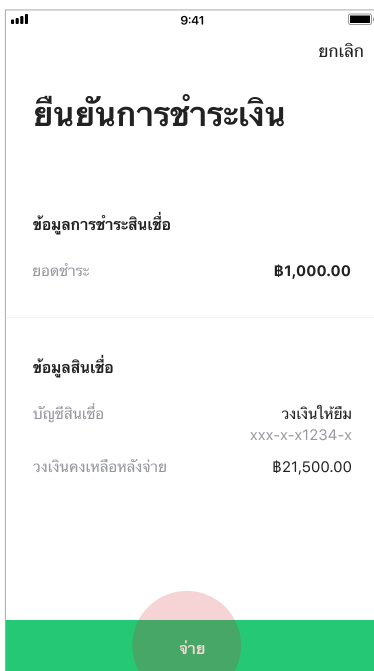 9:41
ยกเลิก
ยืนยันการชำระเงิน
ข้อมูลการชำระสินเชื่อ
ยอดชำระ ฿1,000.00
ข้อมูลสินเชื่อ
บัญชีสินเชื่อ วงเงินให้ยืม
xxx-x-x1234-x
วงเงินคงเหลือหลังจ่าย ฿21,500.00
จ่าย